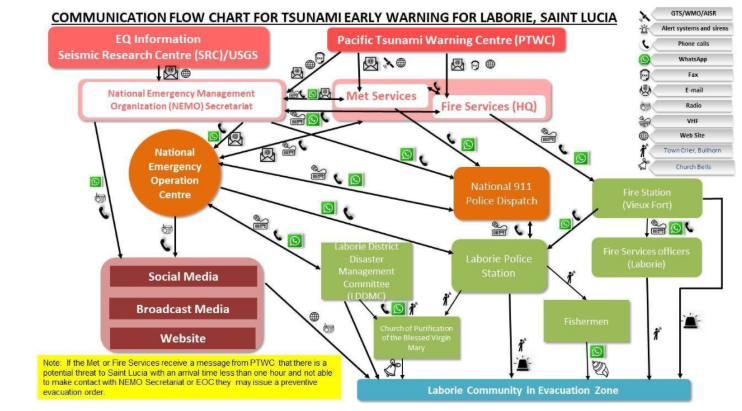 COMMUNICATION FLOW CHART FOR TSUNAMI EARLY WARNING FOR LABORIE, SAINT LUCIA
EQ Information
Seismic Research Centre (SRC)/USGS
Pacific Tsunami Warning Centre (PTWC)
GTS/WMO/AISR
Alert systems and sirens
Phone calls
WhatsApp
Fax
E-mail
Radio
VHF
Web Site
Town Crier, Bullhorn
Church Bells
National Emergency Management
Organization (NEMO) Secretariat
Met Services
Fire Services (HQ)
National
Emergency
Operation
Centre
National 911
Police Dispatch
Fire Station
(Vieux Fort)
Laborie District
Disaster
Management
Committee
(LDDMC)
Laborie Police
Station
Fire Services officers
(Laborie)
Social Media
Broadcast Media
Website
Church of Purification
of the Blessed Virgin
Mary
Fishermen
Note: If the Met or Fire Services receive a message from PTWC that there is a
potential threat to Saint Lucia with an arrival time less than one hour and not able
to make contact with NEMO Secretariat or EOC they may issue a preventive
evacuation order.
Laborie Community in Evacuation Zone